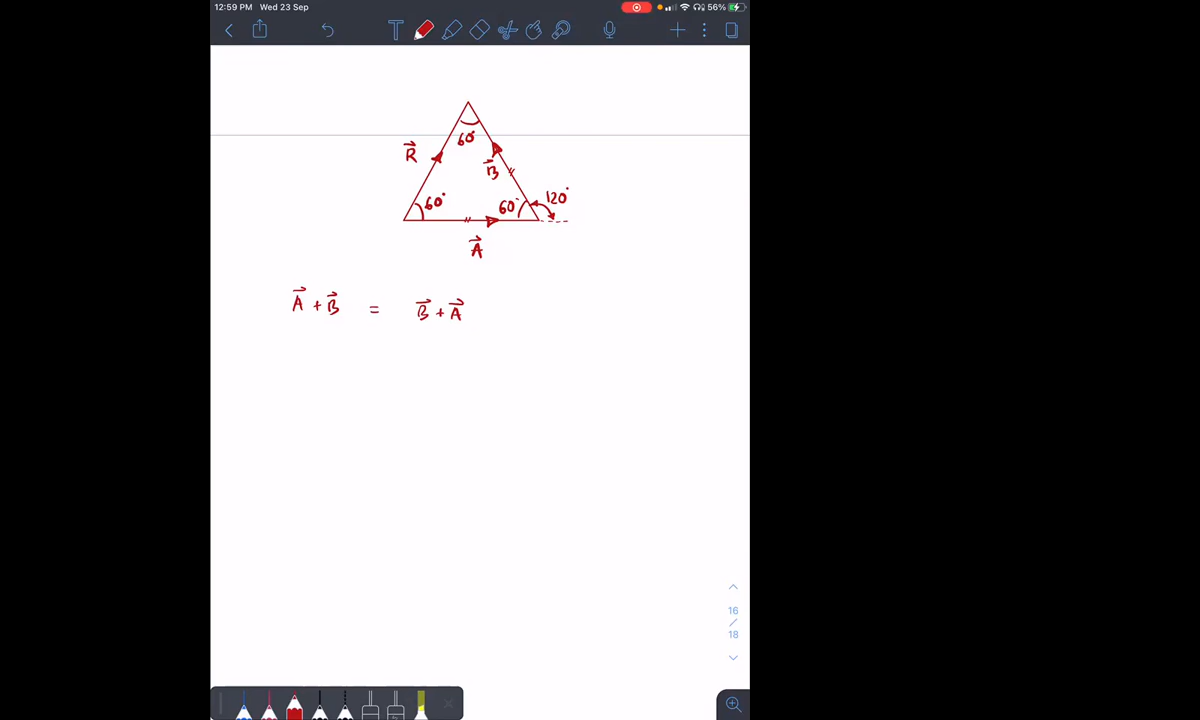 12:59 PM Wed 23 Sep 56%
T
60°
R⃗
B⃗
60° 60° 120°
A⃗
A⃗ + B⃗ = B⃗ + A⃗
16
/
18